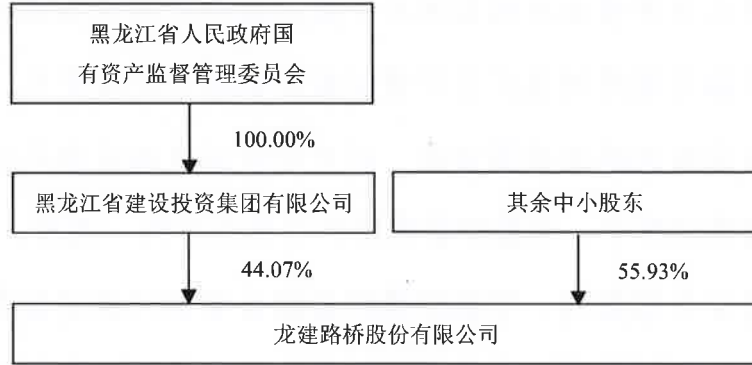 黑龙江省人民政府国
有资产监督管理委员会
100.00%
黑龙江省建设投资集团有限公司
其余中小股东
44.07%
55.93%
龙建路桥股份有限公司